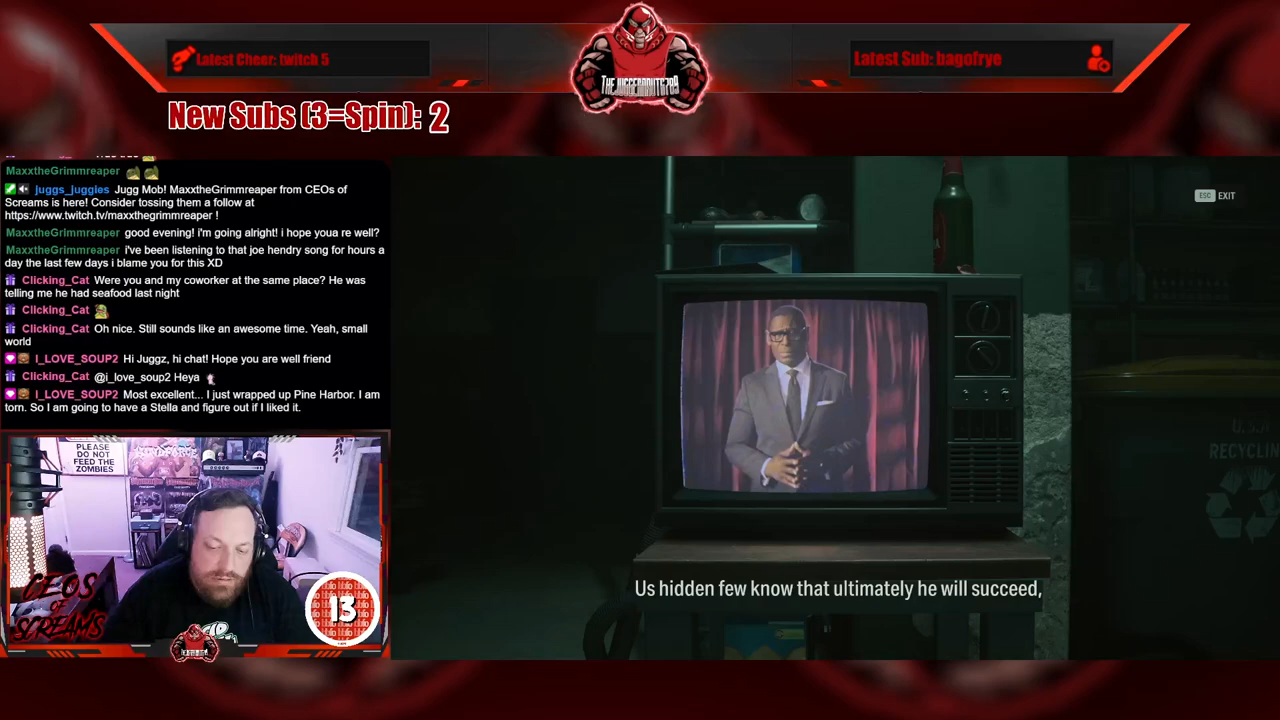 Latest Cheer: twitch 5
THEJUGGERNAUT6789
Latest Sub: bagofrye
New Subs (3=Spin): 2
MaxxtheGrimmreaper
juggs_juggies Jugg Mob! MaxxtheGrimmreaper from CEOs of
Screams is here! Consider tossing them a follow at
https://www.twitch.tv/maxxthegrimmreaper !
MaxxtheGrimmreaper good evening! i'm going alright! i hope youa re well?
MaxxtheGrimmreaper i've been listening to that joe hendry song for hours a
day the last few days i blame you for this XD
Clicking_Cat Were you and my coworker at the same place? He was
telling me he had seafood last night
Clicking_Cat
Clicking_Cat Oh nice. Still sounds like an awesome time. Yeah, small
world
I_LOVE_SOUP2 Hi Juggz, hi chat! Hope you are well friend
Clicking_Cat @i_love_soup2 Heya
I_LOVE_SOUP2 Most excellent... I just wrapped up Pine Harbor. I am
torn. So I am going to have a Stella and figure out if I liked it.
ESC EXIT
RECYCLIN
Us hidden few know that ultimately he will succeed,
PLEASE
DO NOT
FEED THE
ZOMBIES
CEOS
OF
SCREAMS
13